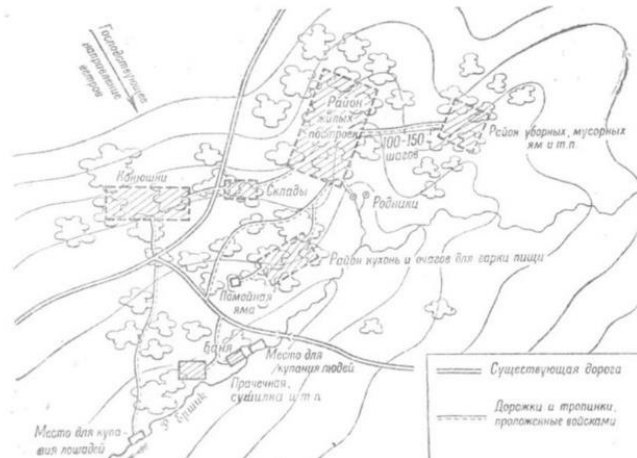 Господствующее
направление
ветров
Район
жилых
построек
100-150
шагов
Район уборных, мусорных
ям и т.п.
Конюшни
Склады
Родники
Район кухонь и очагов для варки пищи
Помойная
яма
Баня
Место для
купания людей
Прачечная,
сушилка и т.п.
Место для купа-
ния лошадей
Существующая дорога
Дорожки и тропинки,
проложенные войсками